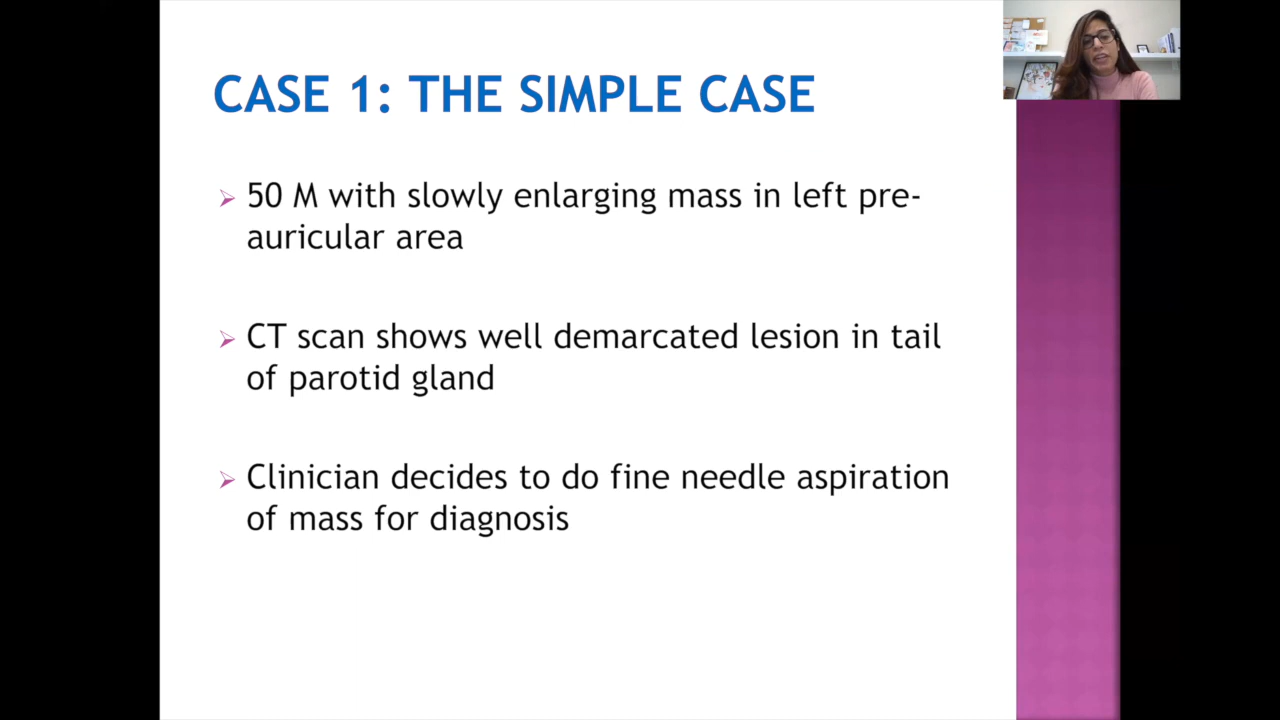 CASE 1: THE SIMPLE CASE
50 M with slowly enlarging mass in left pre-
auricular area
CT scan shows well demarcated lesion in tail
of parotid gland
Clinician decides to do fine needle aspiration
of mass for diagnosis